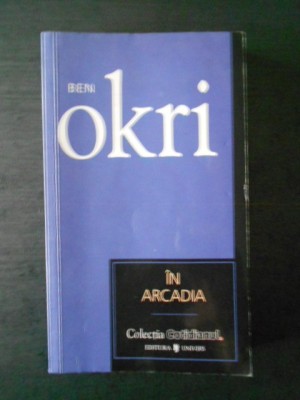 BEN
okri
ÎN
ARCADIA
Colecția Cotidianul
EDITURA UNIVERS